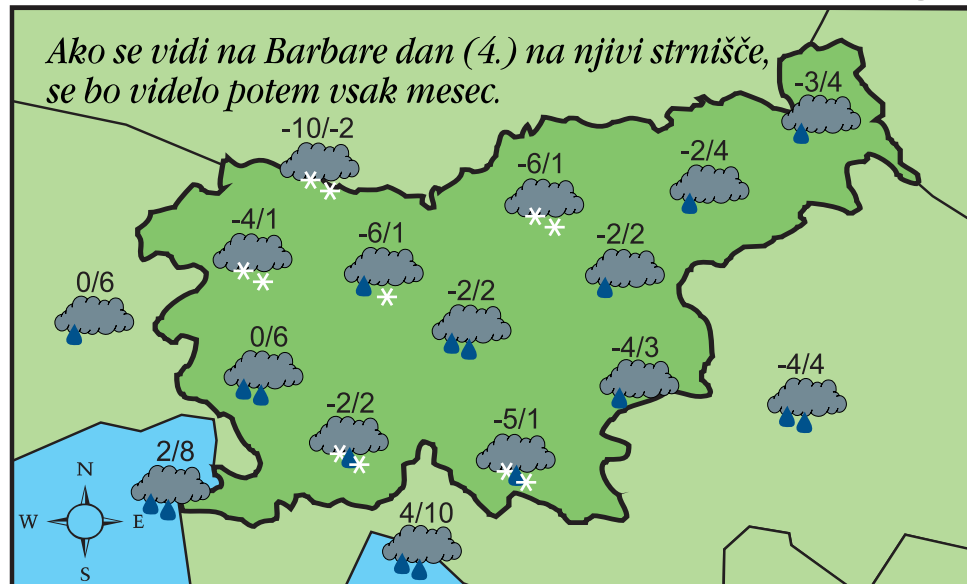 Ako se vidi na Barbare dan (4.) na njivi strnišče,
se bo videlo potem vsak mesec.
-3/4
-10/-2
-6/1
-2/4
-4/1
-6/1
-2/2
0/6
-2/2
0/6
-4/3
-4/4
-2/2
-5/1
2/8
4/10
N
W
E
S